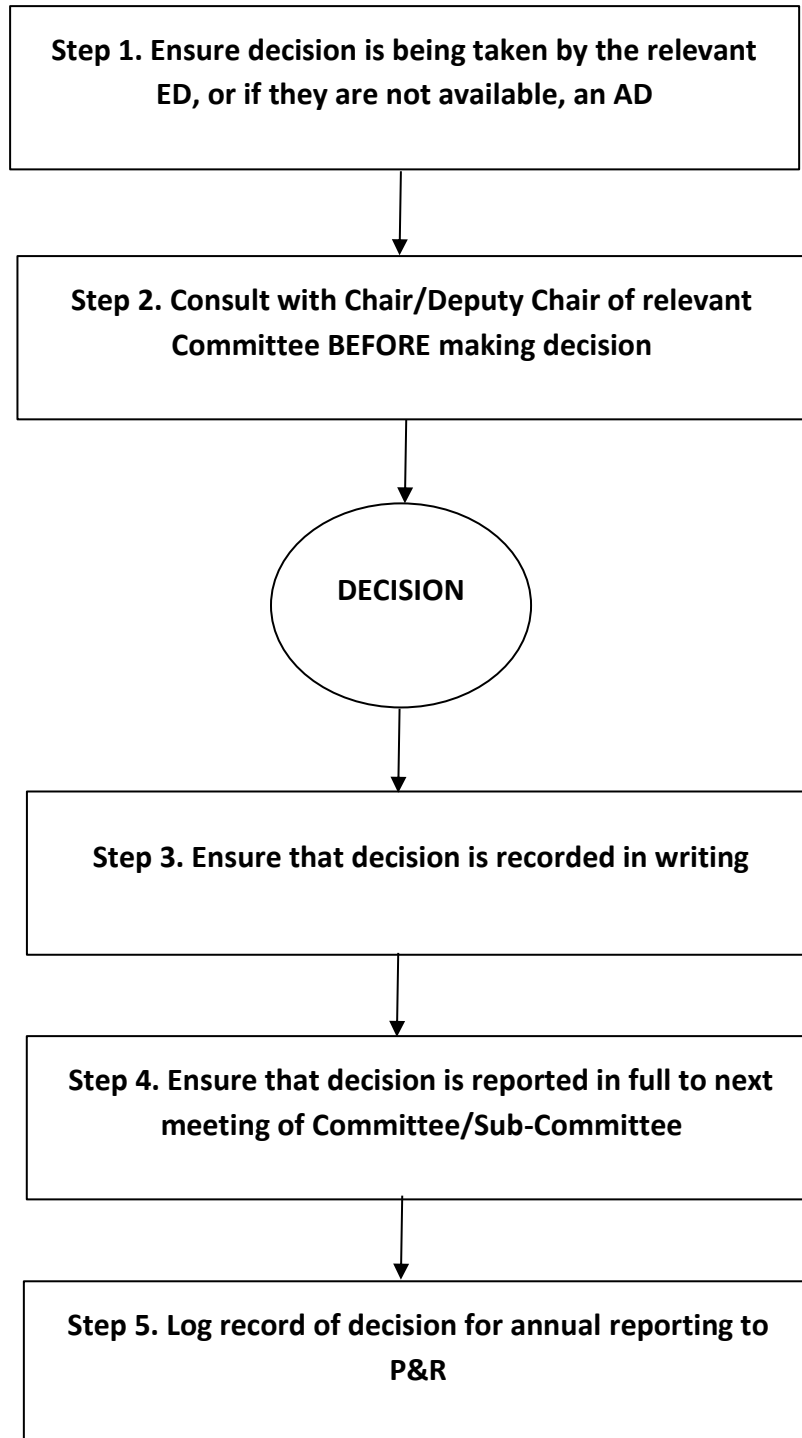 Step 1. Ensure decision is being taken by the relevant
ED, or if they are not available, an AD
Step 2. Consult with Chair/Deputy Chair of relevant
Committee BEFORE making decision
DECISION
Step 3. Ensure that decision is recorded in writing
Step 4. Ensure that decision is reported in full to next
meeting of Committee/Sub-Committee
Step 5. Log record of decision for annual reporting to
P&R